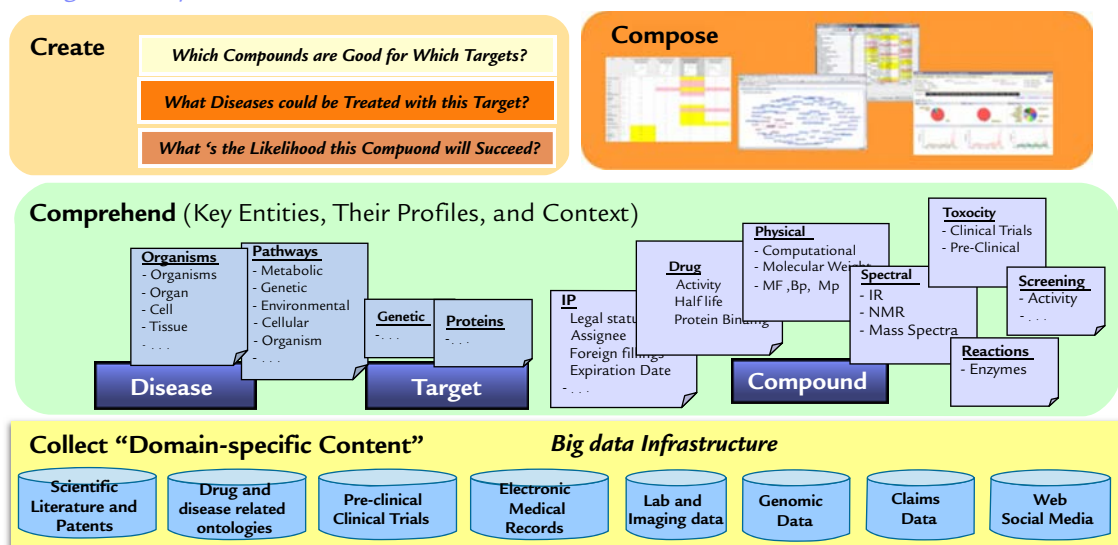 Create
Which Compounds are Good for Which Targets?
What Diseases could be Treated with this Target?
What 's the Likelihood this Compuond will Succeed?
Compose
Comprehend (Key Entities, Their Profiles, and Context)
Organisms
- Organisms
- Organ
- Cell
- Tissue
- . . .
Pathways
- Metabolic
- Genetic
- Environmental
- Cellular
- Organism
- . . .
Genetic
-. . .
Proteins
-. . .
IP
Legal statu
Assignee
Foreign fillings
Expiration Date
- . . .
Drug
Activity
Half life
Protein Binding
Physical
- Computational
- Molecular Weight
- MF ,Bp, Mp
Spectral
- IR
- NMR
- Mass Spectra
Toxocity
- Clinical Trials
- Pre-Clinical
Screening
- Activity
- . . .
Reactions
- Enzymes
Disease
Target
Compound
Collect “Domain-specific Content”
Big data Infrastructure
Scientific
Literature and
Patents
Drug and
disease related
ontologies
Pre-clinical
Clinical Trials
Electronic
Medical
Records
Lab and
Imaging data
Genomic
Data
Claims
Data
Web
Social Media